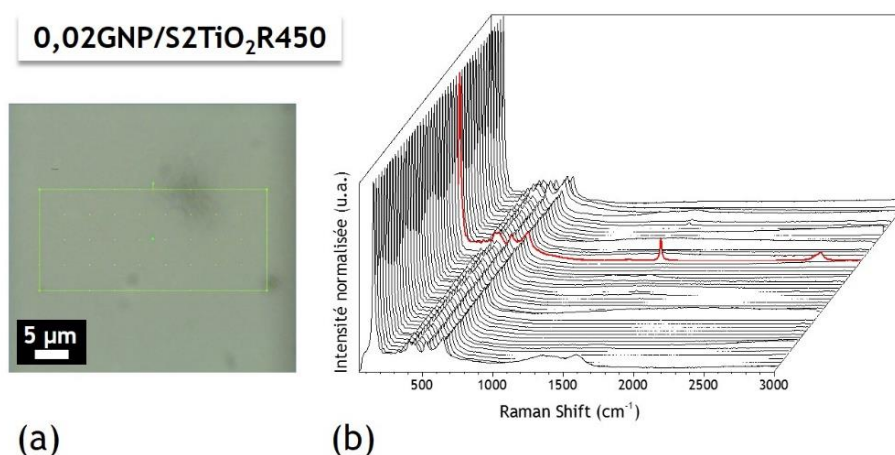 0,02GNP/S2TiO₂R450
5 µm
Intensité normalisée (u.a.)
500 1000 1500 2000 2500 3000
Raman Shift (cm⁻¹)
(a) (b)